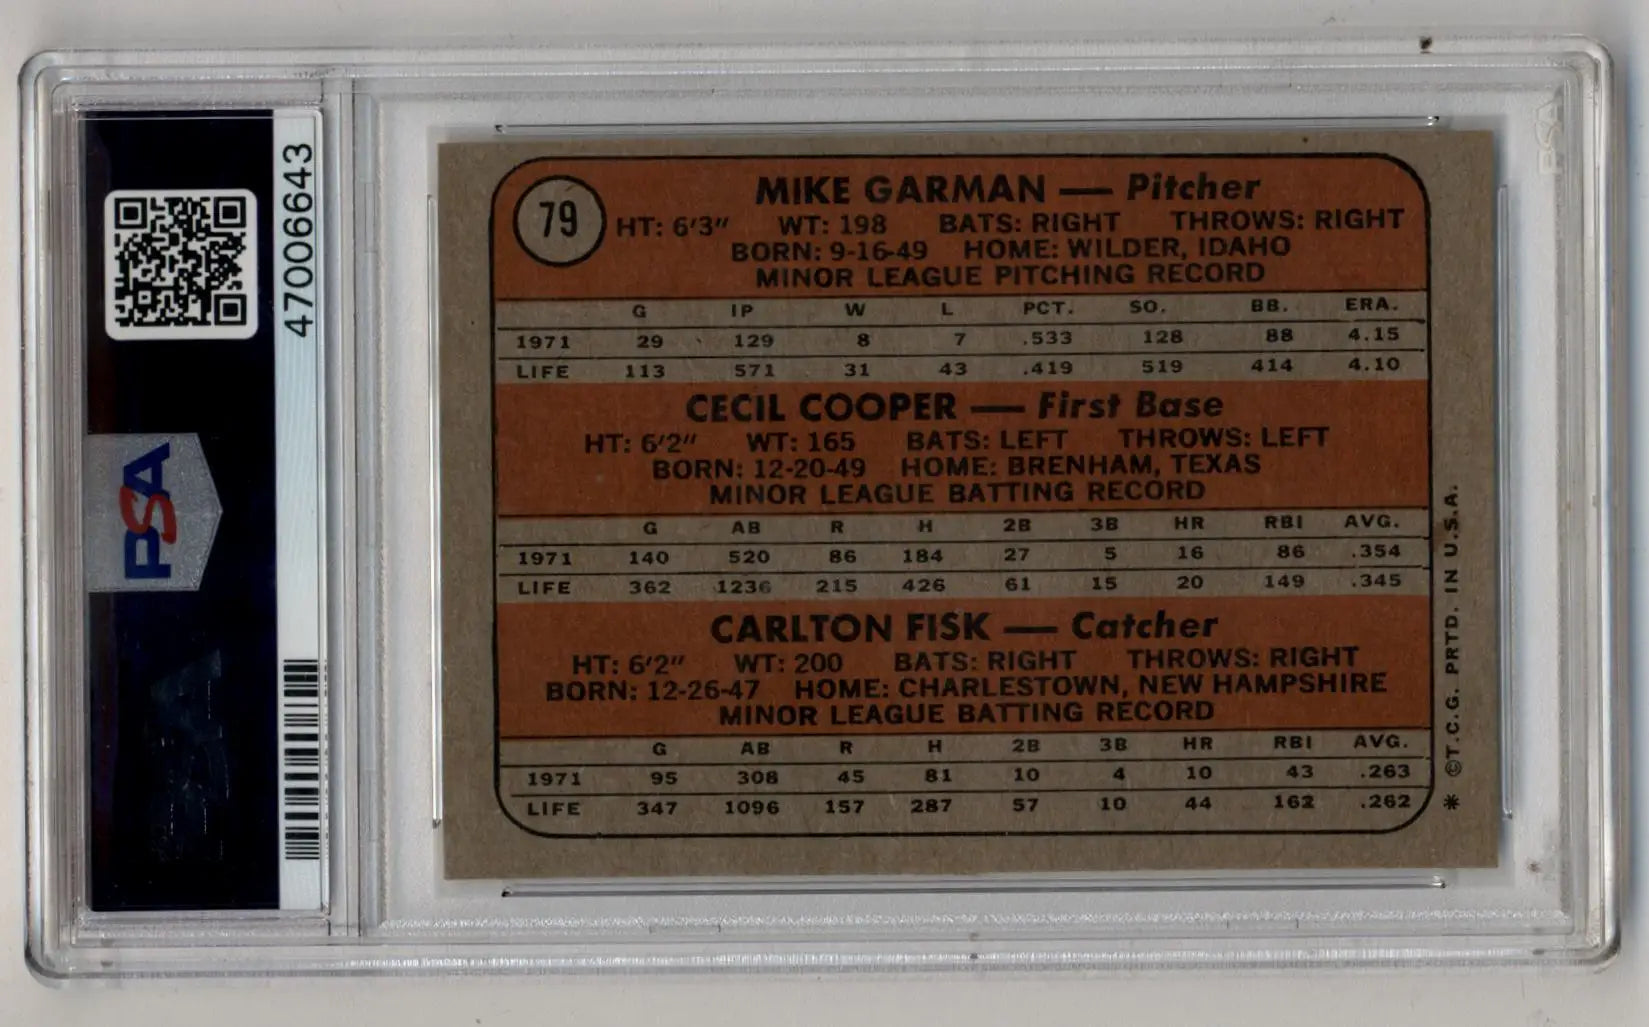 47006643
PSA
PSA
79
MIKE GARMAN — Pitcher
HT: 6'3" WT: 198 BATS: RIGHT THROWS: RIGHT
BORN: 9-16-49 HOME: WILDER, IDAHO
MINOR LEAGUE PITCHING RECORD
G IP W L PCT. SO. BB. ERA.
1971 29 129 8 7 .533 128 88 4.15
LIFE 113 571 31 43 .419 519 414 4.10
CECIL COOPER — First Base
HT: 6'2" WT: 165 BATS: LEFT THROWS: LEFT
BORN: 12-20-49 HOME: BRENHAM, TEXAS
MINOR LEAGUE BATTING RECORD
G AB R H 2B 3B HR RBI AVG.
1971 140 520 86 184 27 5 16 86 .354
LIFE 362 1236 215 426 61 15 20 149 .345
CARLTON FISK — Catcher
HT: 6'2" WT: 200 BATS: RIGHT THROWS: RIGHT
BORN: 12-26-47 HOME: CHARLESTOWN, NEW HAMPSHIRE
MINOR LEAGUE BATTING RECORD
G AB R H 2B 3B HR RBI AVG.
1971 95 308 45 81 10 4 10 43 .263
LIFE 347 1096 157 287 57 10 44 162 .262
* ©T.C.G. PRTD. IN U.S.A.